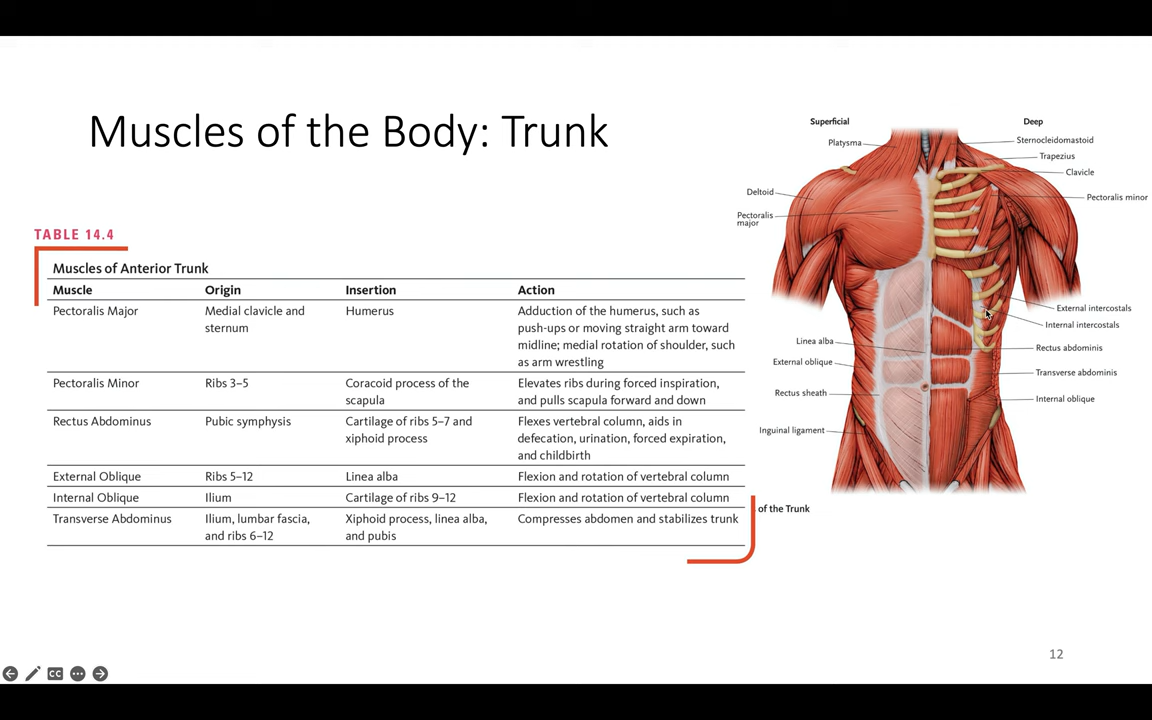 Muscles of the Body: Trunk
TABLE 14.4
Muscles of Anterior Trunk
Muscle Origin Insertion Action
Pectoralis Major Medial clavicle and Humerus Adduction of the humerus, such as
sternum push-ups or moving straight arm toward
midline; medial rotation of shoulder, such
as arm wrestling
Pectoralis Minor Ribs 3–5 Coracoid process of the Elevates ribs during forced inspiration,
scapula and pulls scapula forward and down
Rectus Abdominus Pubic symphysis Cartilage of ribs 5–7 and Flexes vertebral column, aids in
xiphoid process defecation, urination, forced expiration,
and childbirth
External Oblique Ribs 5–12 Linea alba Flexion and rotation of vertebral column
Internal Oblique Ilium Cartilage of ribs 9–12 Flexion and rotation of vertebral column
Transverse Abdominus Ilium, lumbar fascia, Xiphoid process, linea alba, Compresses abdomen and stabilizes trunk
and ribs 6–12 and pubis
Superficial
Deep
Platysma
Deltoid
Pectoralis
major
Linea alba
External oblique
Rectus sheath
Inguinal ligament
Sternocleidomastoid
Trapezius
Clavicle
Pectoralis minor
External intercostals
Internal intercostals
Rectus abdominis
Transverse abdominis
Internal oblique
of the Trunk
12
CC